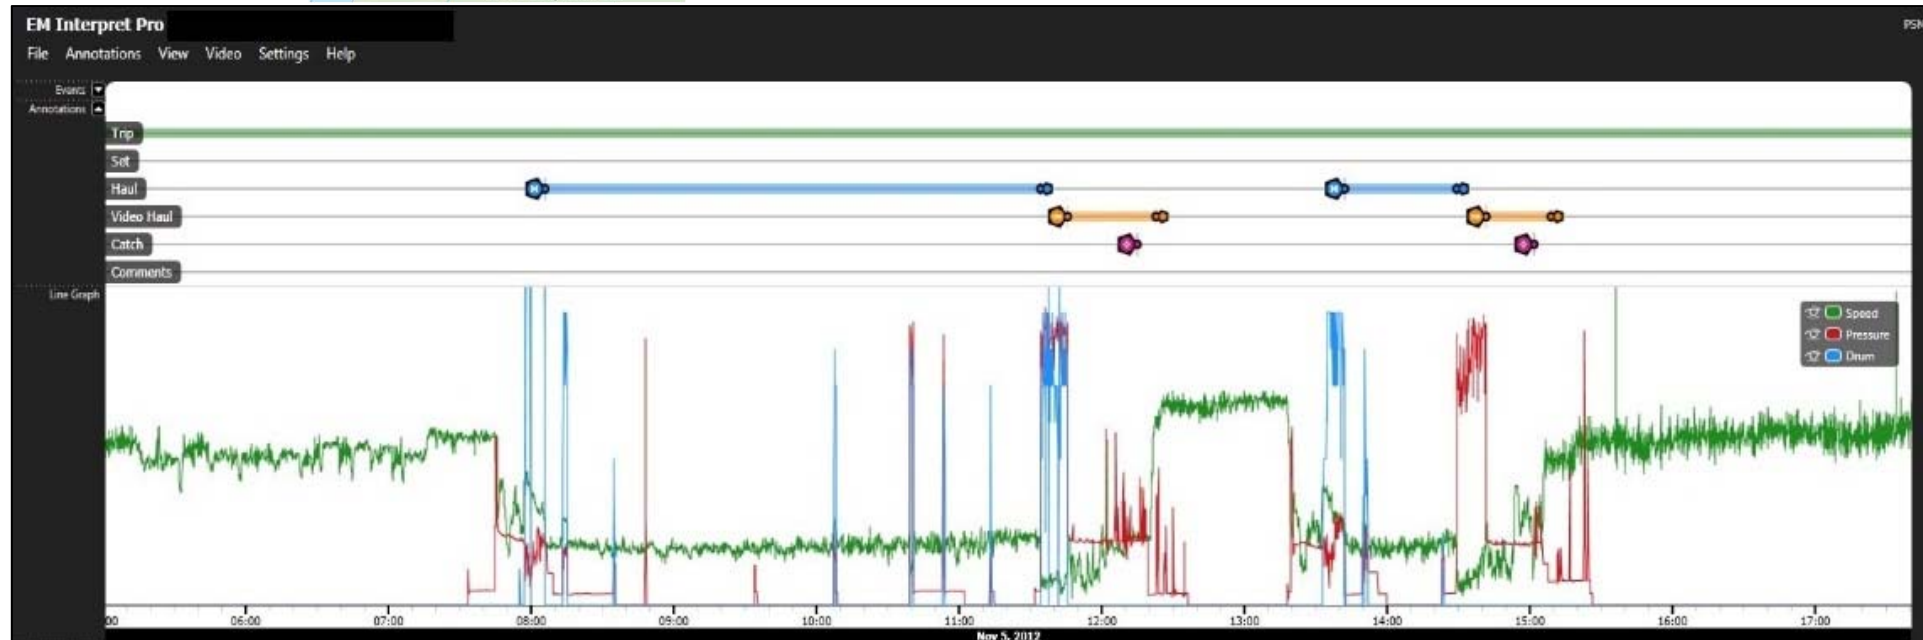 EM Interpret Pro
PSN
File Annotations View Video Settings Help
Events
Annotations
Trip
Set
Haul
Video Haul
Catch
Comments
Line Graph
Speed
Pressure
Drum
:00 06:00 07:00 08:00 09:00 10:00 11:00 12:00 13:00 14:00 15:00 16:00 17:00
Nov 5, 2012